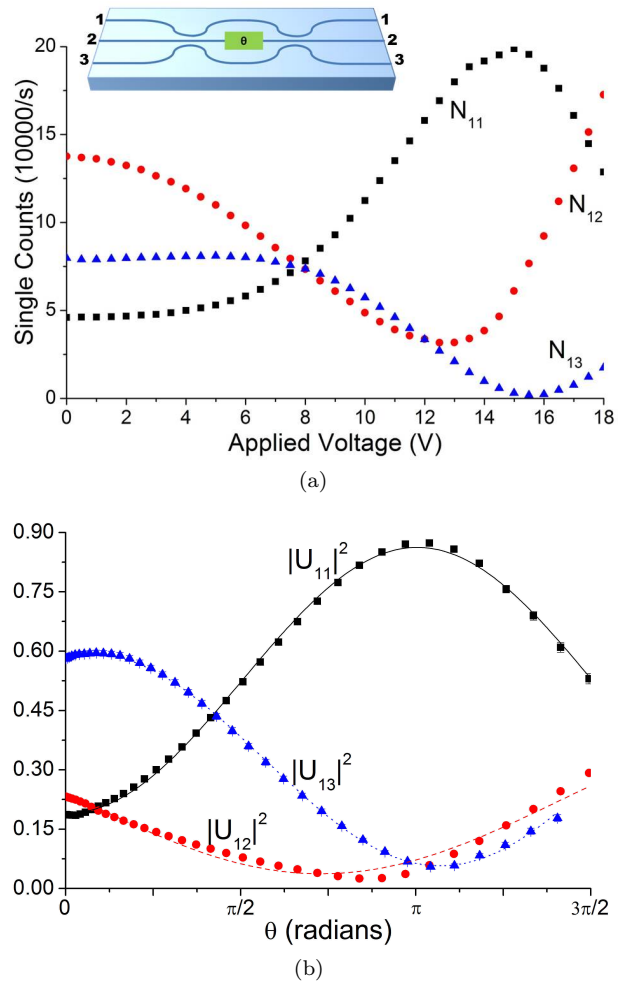 1 1
2 θ 2
3 3
20
15
10
5
0
Single Counts (10000/s)
N₁₁
N₁₂
N₁₃
0 2 4 6 8 10 12 14 16 18
Applied Voltage (V)
(a)
0.90
0.75
0.60
0.45
0.30
0.15
0.00
|U₁₁|²
|U₁₃|²
|U₁₂|²
0 π/2 π 3π/2
θ (radians)
(b)